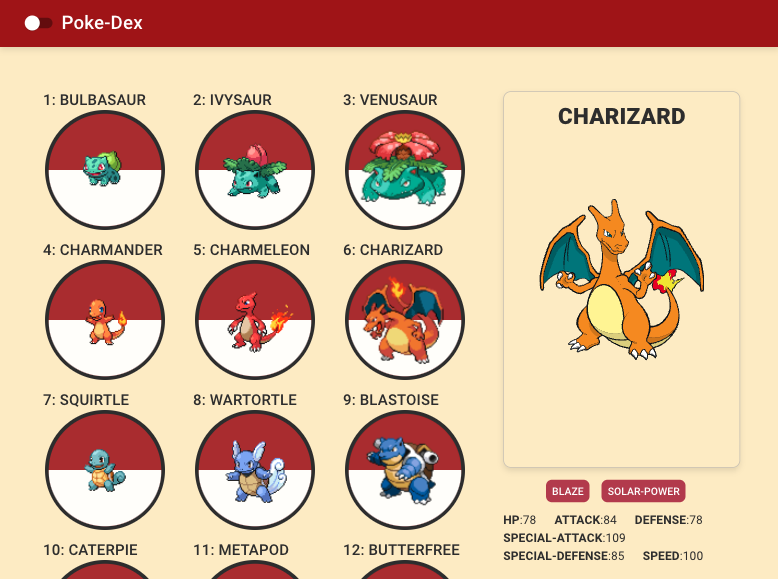 Poke-Dex
1: BULBASAUR
2: IVYSAUR
3: VENUSAUR
4: CHARMANDER
5: CHARMELEON
6: CHARIZARD
7: SQUIRTLE
8: WARTORTLE
9: BLASTOISE
10: CATERPIE
11: METAPOD
12: BUTTERFREE
CHARIZARD
BLAZE
SOLAR-POWER
HP:78 ATTACK:84 DEFENSE:78
SPECIAL-ATTACK:109
SPECIAL-DEFENSE:85 SPEED:100